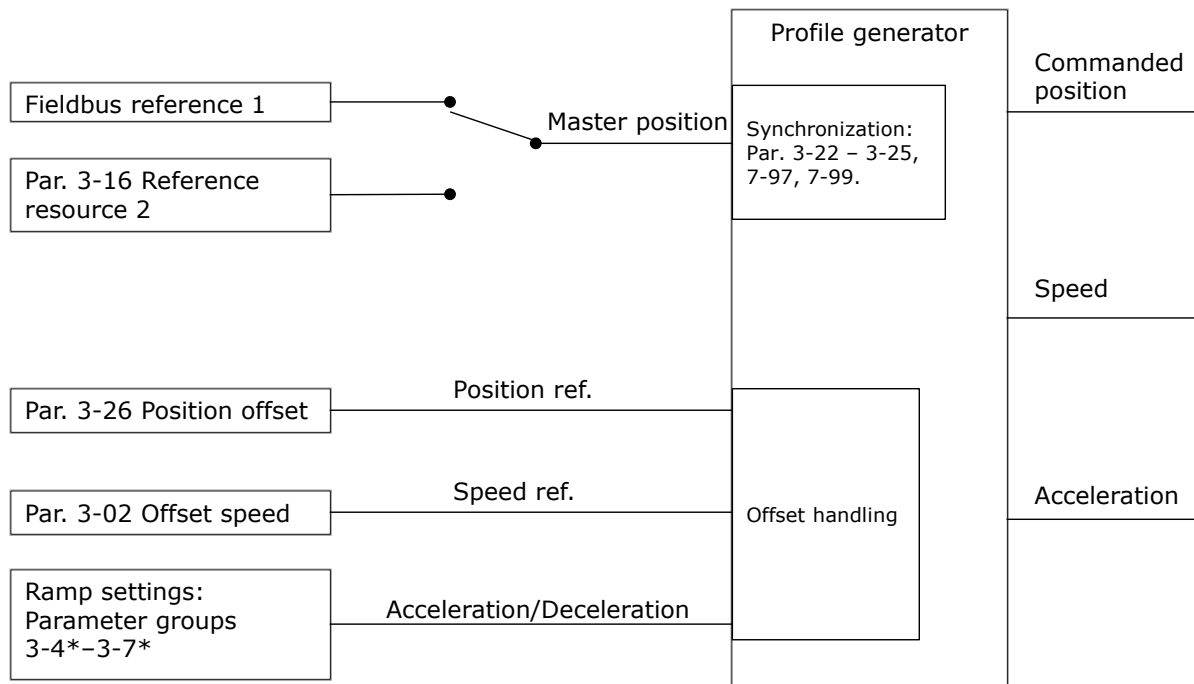 Profile generator
Commanded
position
Fieldbus reference 1
Master position
Synchronization:
Par. 3-22 – 3-25,
7-97, 7-99.
Par. 3-16 Reference
resource 2
Speed
Position ref.
Par. 3-26 Position offset
Speed ref.
Par. 3-02 Offset speed
Offset handling
Acceleration
Ramp settings:
Parameter groups
3-4*–3-7*
Acceleration/Deceleration